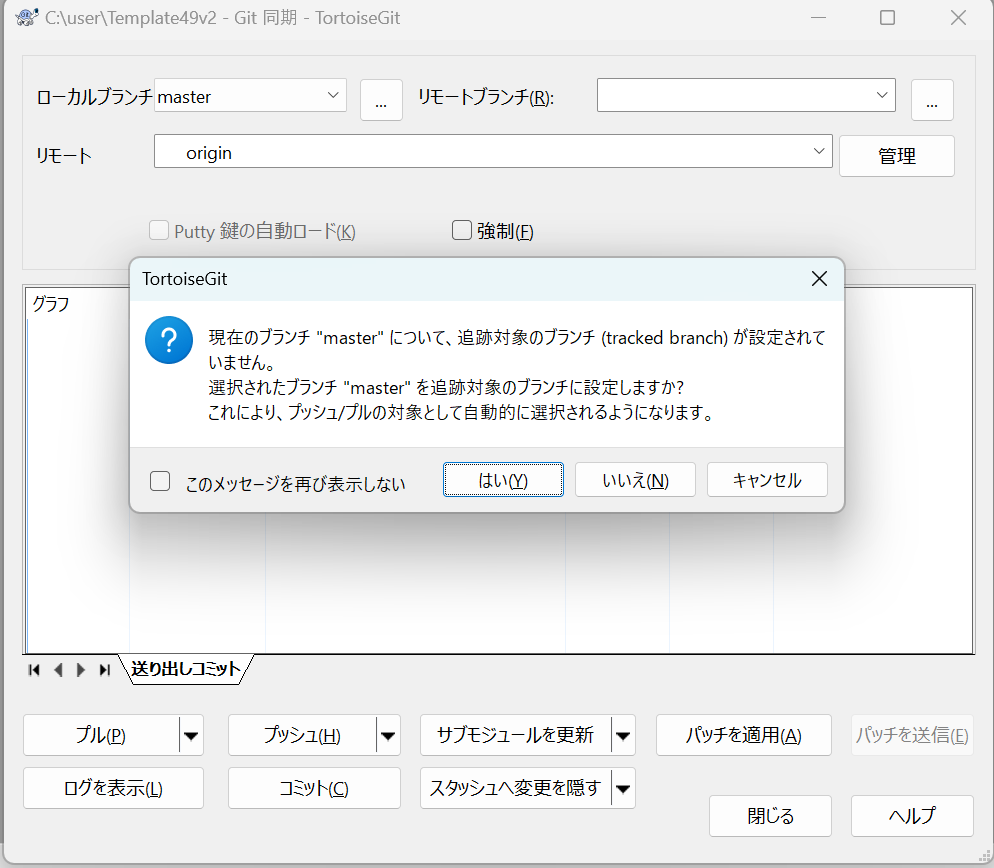 C:\user\Template49v2 - Git 同期 - TortoiseGit
ローカルブランチ master ... リモートブランチ(R): ...
リモート origin 管理
Putty 鍵の自動ロード(K) 強制(F)
グラフ
TortoiseGit
現在のブランチ "master" について、追跡対象のブランチ (tracked branch) が設定されて
いません。
選択されたブランチ "master" を追跡対象のブランチに設定しますか?
これにより、プッシュ/プルの対象として自動的に選択されるようになります。
このメッセージを再び表示しない はい(Y) いいえ(N) キャンセル
送り出しコミット
プル(P) プッシュ(H) サブモジュールを更新 パッチを適用(A) パッチを送信(E)
ログを表示(L) コミット(C) スタッシュへ変更を隠す
閉じる ヘルプ